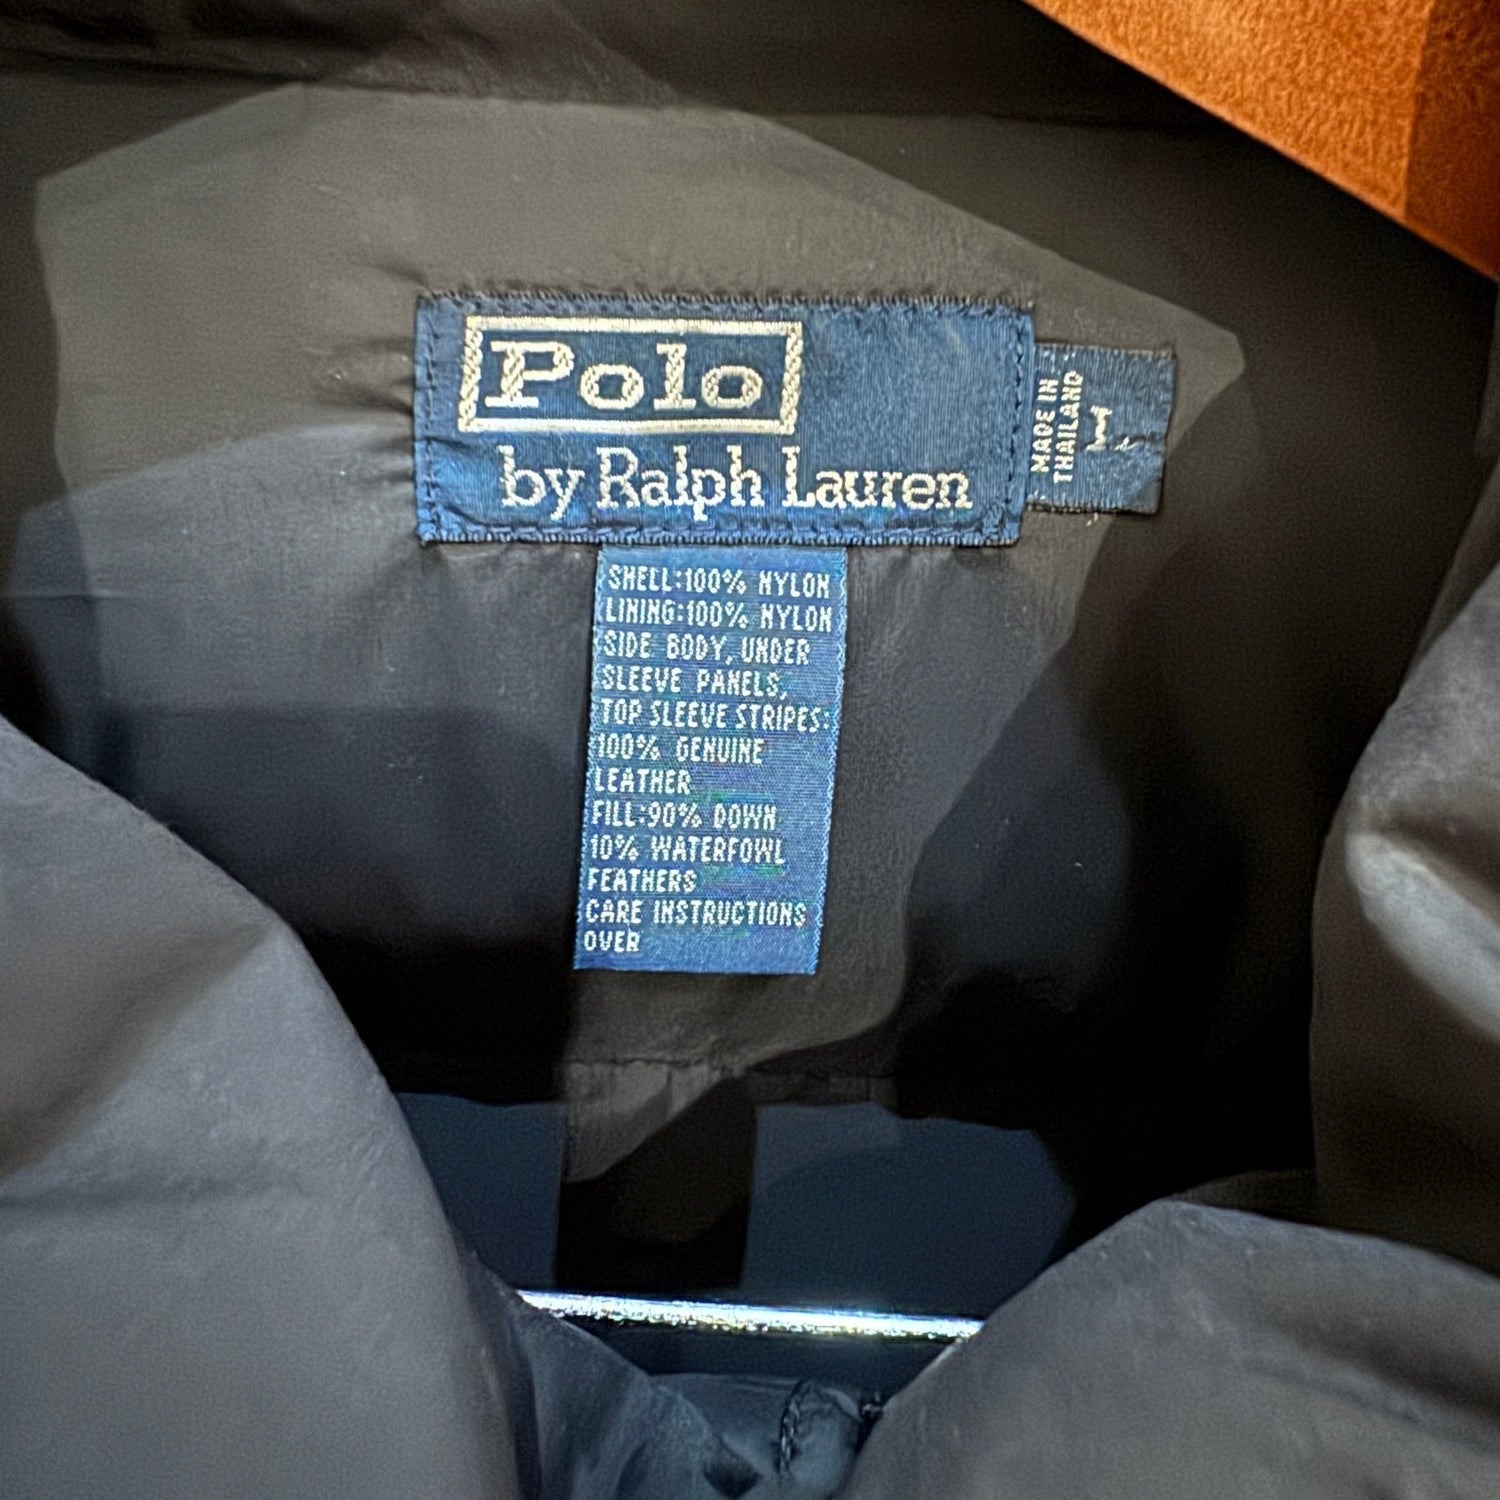 Polo
by Ralph Lauren
MADE IN
THAILAND
L
SHELL:100% NYLON
LINING:100% NYLON
SIDE BODY, UNDER
SLEEVE PANELS,
TOP SLEEVE STRIPES:
100% GENUINE
LEATHER
FILL:90% DOWN
10% WATERFOWL
FEATHERS
CARE INSTRUCTIONS
OVER